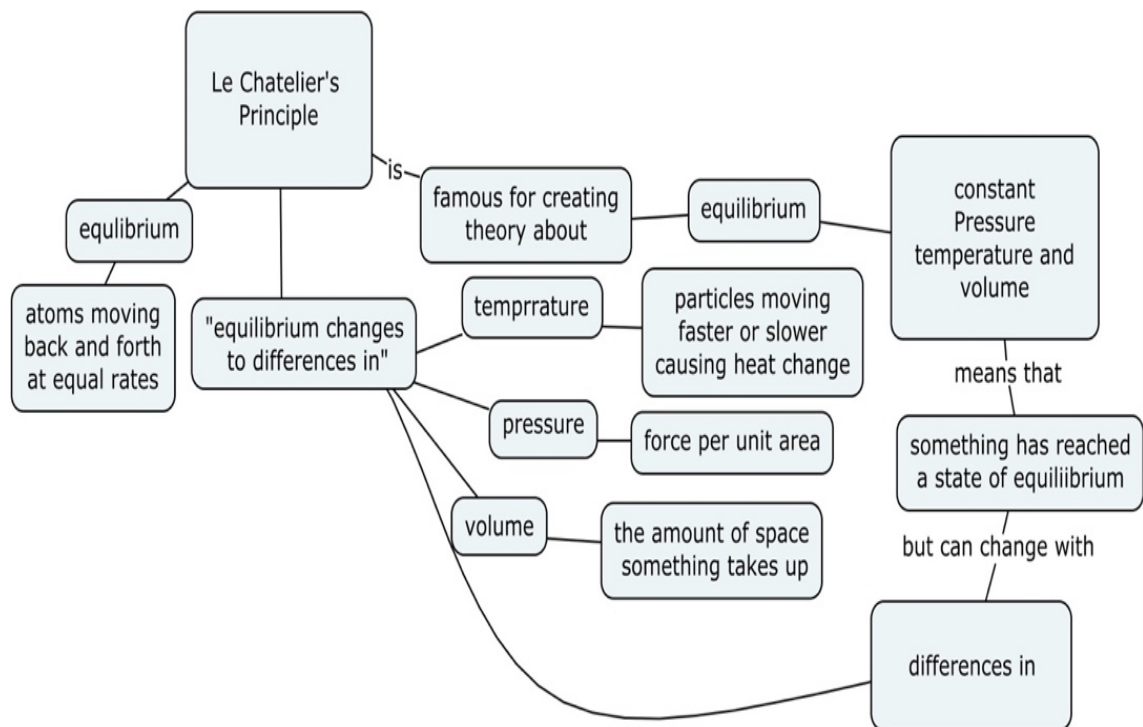 Le Chatelier's
Principle
is
famous for creating
theory about
equilibrium
constant
Pressure
temperature and
volume
equlibrium
atoms moving
back and forth
at equal rates
"equilibrium changes
to differences in"
temprrature
particles moving
faster or slower
causing heat change
pressure
force per unit area
volume
the amount of space
something takes up
means that
something has reached
a state of equiliibrium
but can change with
differences in